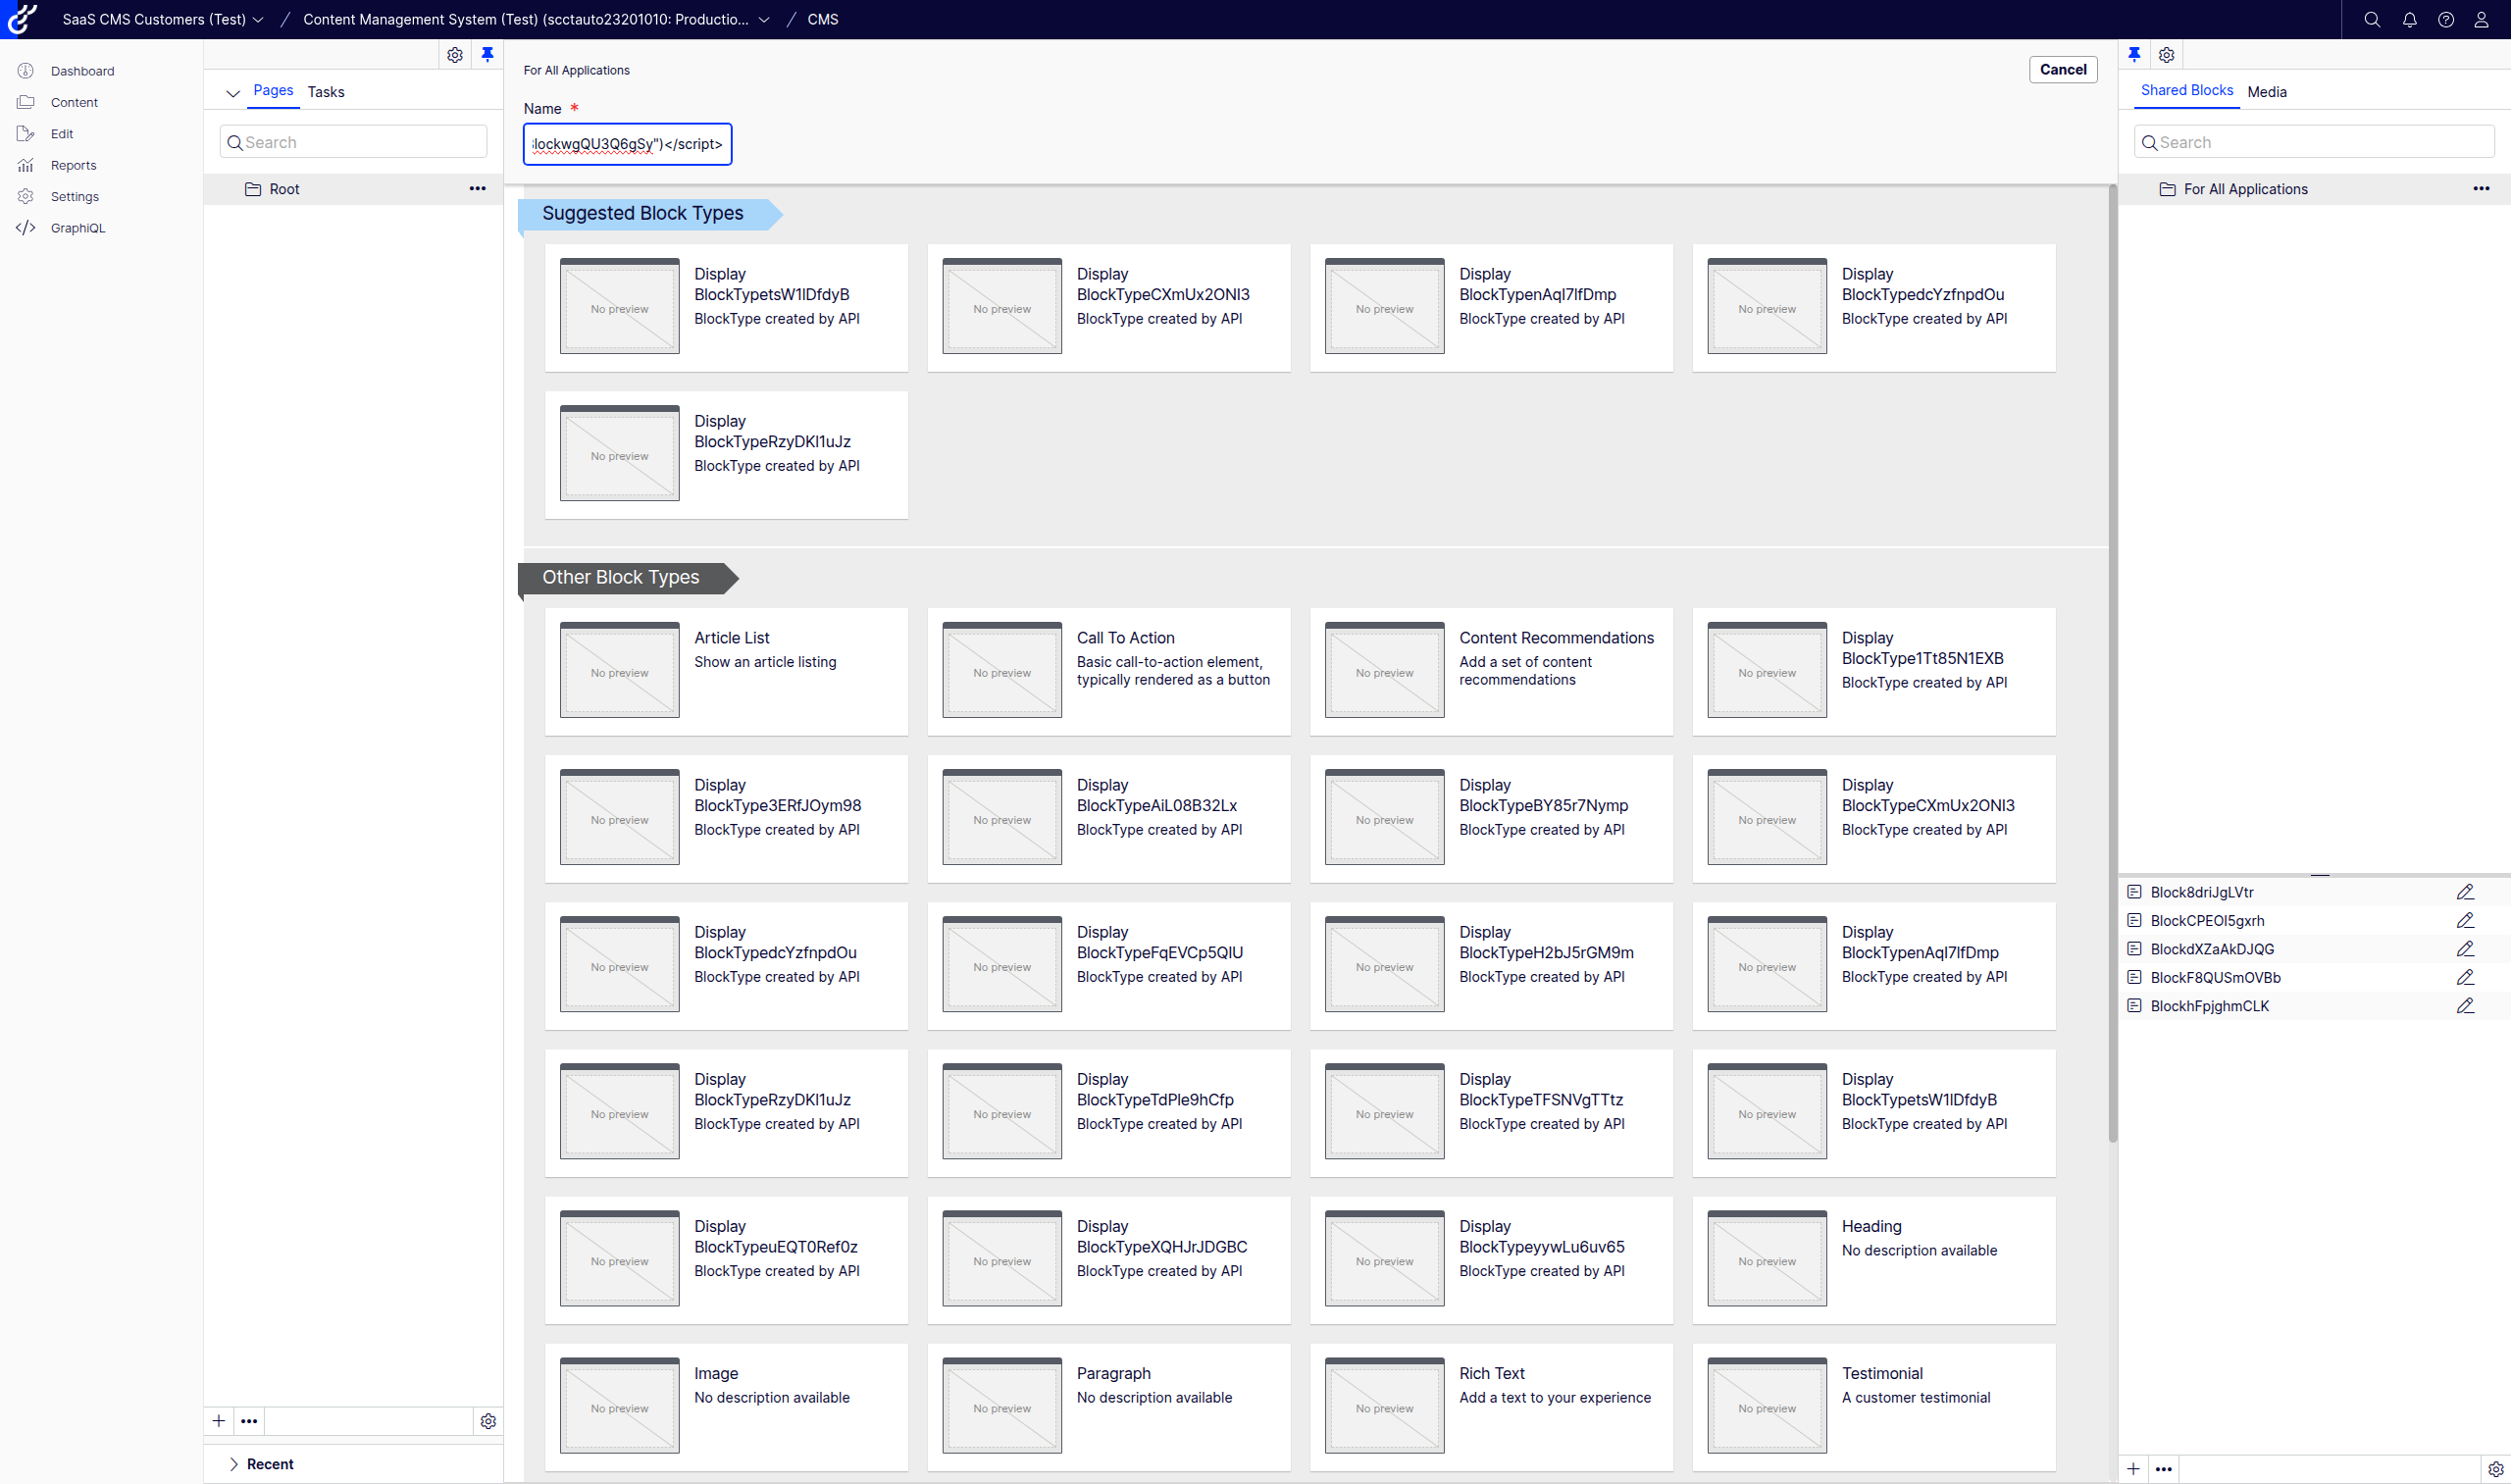 SaaS CMS Customers (Test) / Content Management System (Test) (scctauto23201010: Productio... / CMS
Dashboard
Content
Edit
Reports
Settings
GraphiQL
Pages Tasks
Search
Root
Recent
For All Applications
Cancel
Name *
lockwgQU3Q6gSy")</script>
Suggested Block Types
No preview
Display
BlockTypetsW1lDfdyB
BlockType created by API
No preview
Display
BlockTypeCXmUx2ONI3
BlockType created by API
No preview
Display
BlockTypenAql7lfDmp
BlockType created by API
No preview
Display
BlockTypedcYzfnpdOu
BlockType created by API
No preview
Display
BlockTypeRzyDKl1uJz
BlockType created by API
Other Block Types
No preview
Article List
Show an article listing
No preview
Call To Action
Basic call-to-action element,
typically rendered as a button
No preview
Content Recommendations
Add a set of content
recommendations
No preview
Display
BlockType1Tt85N1EXB
BlockType created by API
No preview
Display
BlockType3ERfJOym98
BlockType created by API
No preview
Display
BlockTypeAiL08B32Lx
BlockType created by API
No preview
Display
BlockTypeBY85r7Nymp
BlockType created by API
No preview
Display
BlockTypeCXmUx2ONI3
BlockType created by API
No preview
Display
BlockTypedcYzfnpdOu
BlockType created by API
No preview
Display
BlockTypeFqEVCp5QIU
BlockType created by API
No preview
Display
BlockTypeH2bJ5rGM9m
BlockType created by API
No preview
Display
BlockTypenAql7lfDmp
BlockType created by API
No preview
Display
BlockTypeRzyDKl1uJz
BlockType created by API
No preview
Display
BlockTypeTdPle9hCfp
BlockType created by API
No preview
Display
BlockTypeTFSNVgTTtz
BlockType created by API
No preview
Display
BlockTypetsW1lDfdyB
BlockType created by API
No preview
Display
BlockTypeuEQT0Ref0z
BlockType created by API
No preview
Display
BlockTypeXQHJrJDGBC
BlockType created by API
No preview
Display
BlockTypeyywLu6uv65
BlockType created by API
No preview
Heading
No description available
No preview
Image
No description available
No preview
Paragraph
No description available
No preview
Rich Text
Add a text to your experience
No preview
Testimonial
A customer testimonial
Shared Blocks Media
Search
For All Applications
Block8driJgLVtr
BlockCPEOI5gxrh
BlockdXZaAkDJQG
BlockF8QUSmOVBb
BlockhFpjghmCLK